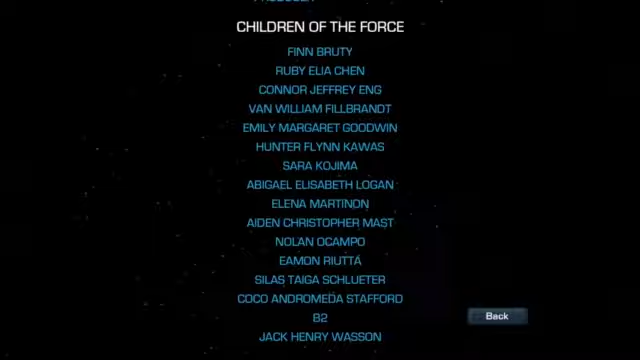 CHILDREN OF THE FORCE
FINN BRUTY
RUBY ELIA CHEN
CONNOR JEFFREY ENG
VAN WILLIAM FILLBRANDT
EMILY MARGARET GOODWIN
HUNTER FLYNN KAWAS
SARA KOJIMA
ABIGAEL ELISABETH LOGAN
ELENA MARTINON
AIDEN CHRISTOPHER MAST
NOLAN OCAMPO
EAMON RIUTTA
SILAS TAIGA SCHLUETER
COCO ANDROMEDA STAFFORD
B2
Back
JACK HENRY WASSON